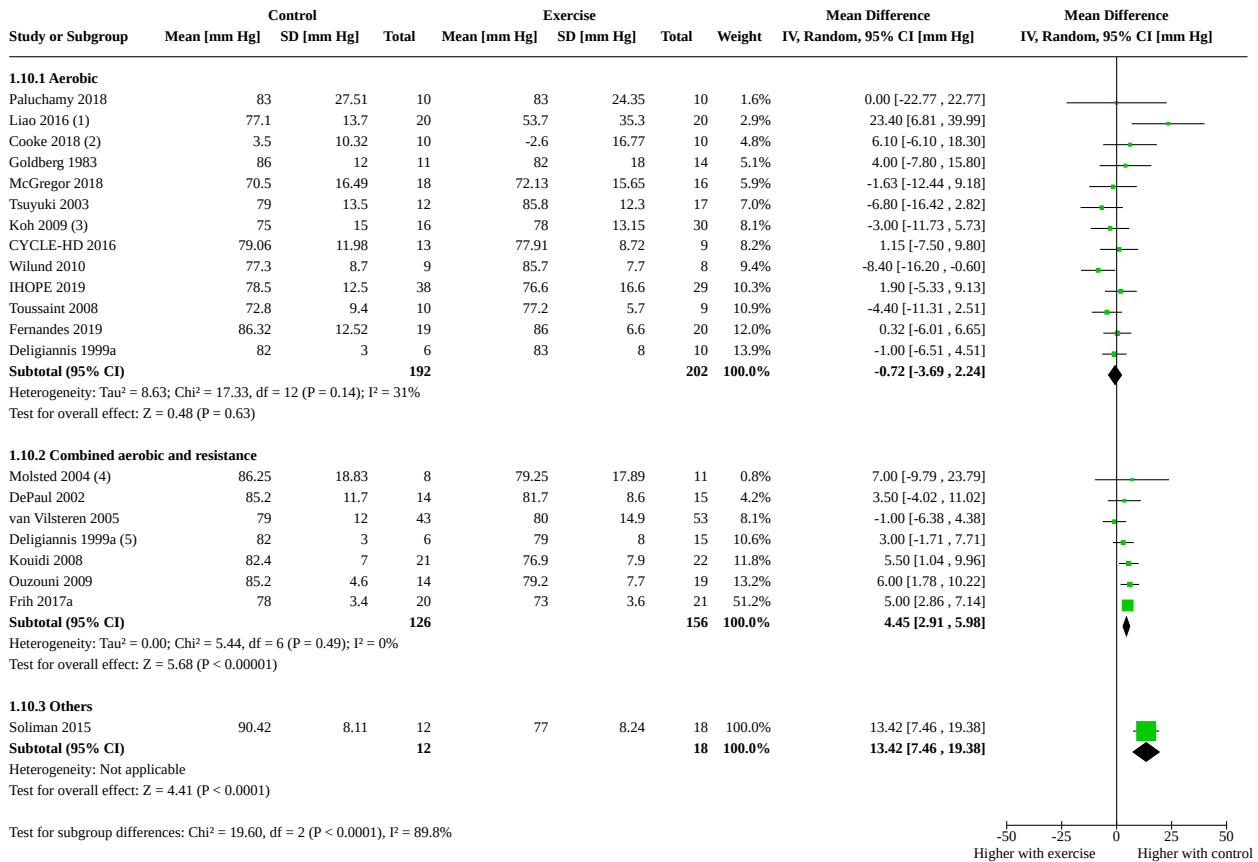 Control Exercise Mean Difference Mean Difference
Study or Subgroup Mean [mm Hg] SD [mm Hg] Total Mean [mm Hg] SD [mm Hg] Total Weight IV, Random, 95% CI [mm Hg] IV, Random, 95% CI [mm Hg]
1.10.1 Aerobic
Paluchamy 2018 83 27.51 10 83 24.35 10 1.6% 0.00 [-22.77 , 22.77]
Liao 2016 (1) 77.1 13.7 20 53.7 35.3 20 2.9% 23.40 [6.81 , 39.99]
Cooke 2018 (2) 3.5 10.32 10 -2.6 16.77 10 4.8% 6.10 [-6.10 , 18.30]
Goldberg 1983 86 12 11 82 18 14 5.1% 4.00 [-7.80 , 15.80]
McGregor 2018 70.5 16.49 18 72.13 15.65 16 5.9% -1.63 [-12.44 , 9.18]
Tsuyuki 2003 79 13.5 12 85.8 12.3 17 7.0% -6.80 [-16.42 , 2.82]
Koh 2009 (3) 75 15 16 78 13.15 30 8.1% -3.00 [-11.73 , 5.73]
CYCLE-HD 2016 79.06 11.98 13 77.91 8.72 9 8.2% 1.15 [-7.50 , 9.80]
Wilund 2010 77.3 8.7 9 85.7 7.7 8 9.4% -8.40 [-16.20 , -0.60]
IHOPE 2019 78.5 12.5 38 76.6 16.6 29 10.3% 1.90 [-5.33 , 9.13]
Toussaint 2008 72.8 9.4 10 77.2 5.7 9 10.9% -4.40 [-11.31 , 2.51]
Fernandes 2019 86.32 12.52 19 86 6.6 20 12.0% 0.32 [-6.01 , 6.65]
Deligiannis 1999a 82 3 6 83 8 10 13.9% -1.00 [-6.51 , 4.51]
Subtotal (95% CI) 192 202 100.0% -0.72 [-3.69 , 2.24]
Heterogeneity: Tau² = 8.63; Chi² = 17.33, df = 12 (P = 0.14); I² = 31%
Test for overall effect: Z = 0.48 (P = 0.63)
1.10.2 Combined aerobic and resistance
Molsted 2004 (4) 86.25 18.83 8 79.25 17.89 11 0.8% 7.00 [-9.79 , 23.79]
DePaul 2002 85.2 11.7 14 81.7 8.6 15 4.2% 3.50 [-4.02 , 11.02]
van Vilsteren 2005 79 12 43 80 14.9 53 8.1% -1.00 [-6.38 , 4.38]
Deligiannis 1999a (5) 82 3 6 79 8 15 10.6% 3.00 [-1.71 , 7.71]
Kouidi 2008 82.4 7 21 76.9 7.9 22 11.8% 5.50 [1.04 , 9.96]
Ouzouni 2009 85.2 4.6 14 79.2 7.7 19 13.2% 6.00 [1.78 , 10.22]
Frih 2017a 78 3.4 20 73 3.6 21 51.2% 5.00 [2.86 , 7.14]
Subtotal (95% CI) 126 156 100.0% 4.45 [2.91 , 5.98]
Heterogeneity: Tau² = 0.00; Chi² = 5.44, df = 6 (P = 0.49); I² = 0%
Test for overall effect: Z = 5.68 (P < 0.00001)
1.10.3 Others
Soliman 2015 90.42 8.11 12 77 8.24 18 100.0% 13.42 [7.46 , 19.38]
Subtotal (95% CI) 12 18 100.0% 13.42 [7.46 , 19.38]
Heterogeneity: Not applicable
Test for overall effect: Z = 4.41 (P < 0.0001)
Test for subgroup differences: Chi² = 19.60, df = 2 (P < 0.0001), I² = 89.8%
-50 -25 0 25 50
Higher with exercise Higher with control